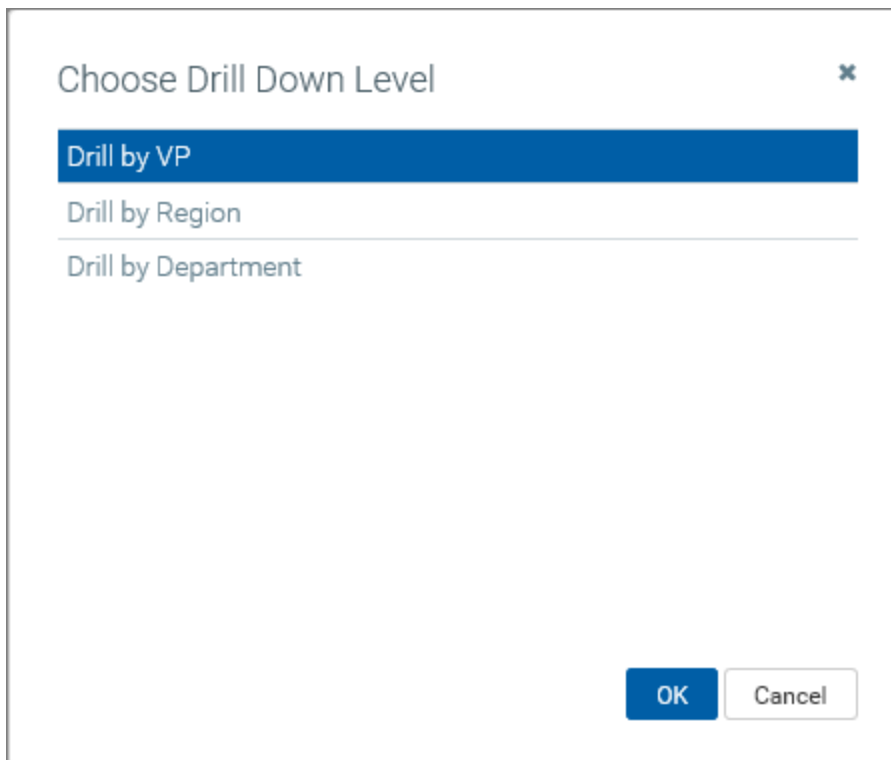 Choose Drill Down Level
Drill by VP
Drill by Region
Drill by Department
OK
Cancel